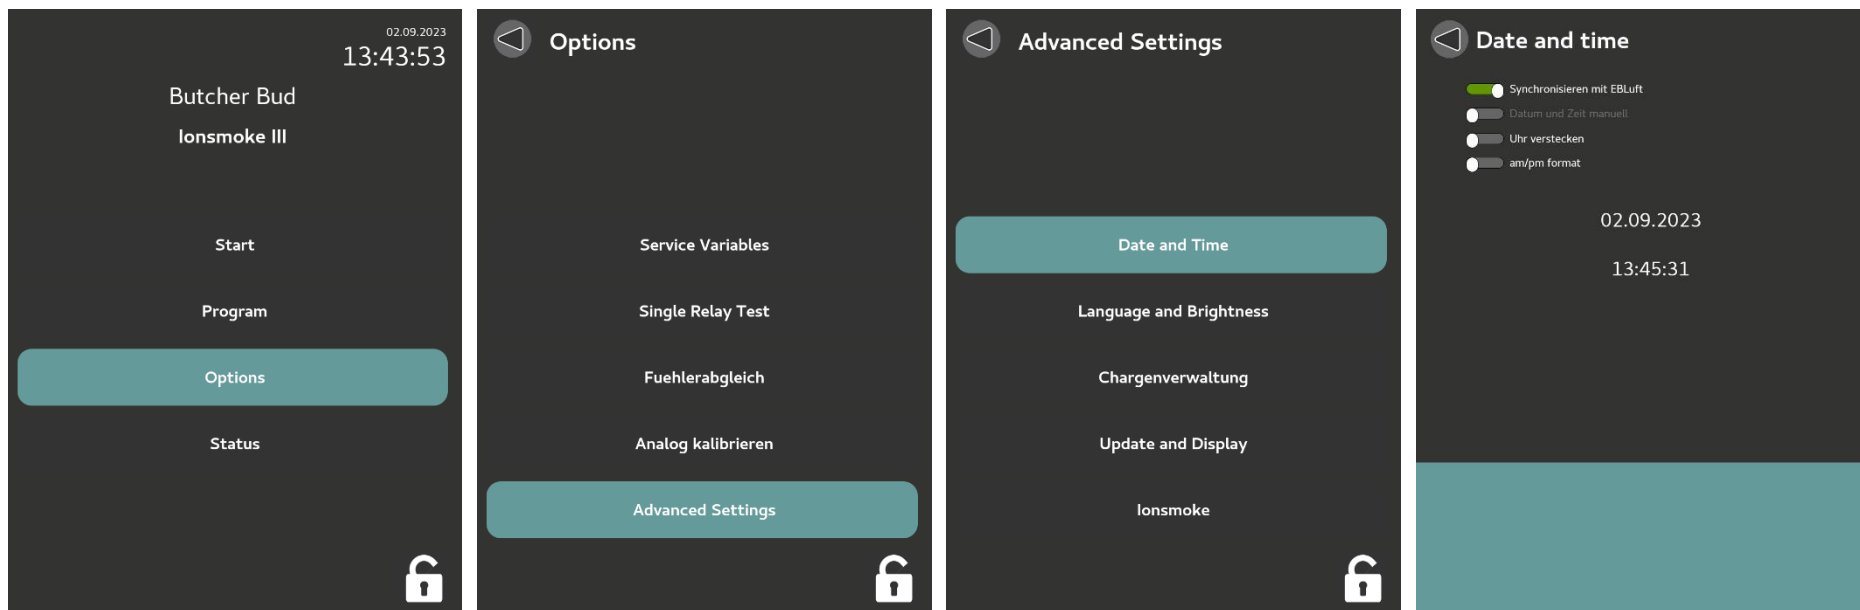 02.09.2023
13:43:53
Butcher Bud
Ionsmoke III
Start
Program
Options
Status
Options
Service Variables
Single Relay Test
Fuehlerabgleich
Analog kalibrieren
Advanced Settings
Advanced Settings
Date and Time
Language and Brightness
Chargenverwaltung
Update and Display
Ionsmoke
Date and time
Synchronisieren mit EBLuft
Datum und Zeit manuell
Uhr verstecken
am/pm format
02.09.2023
13:45:31